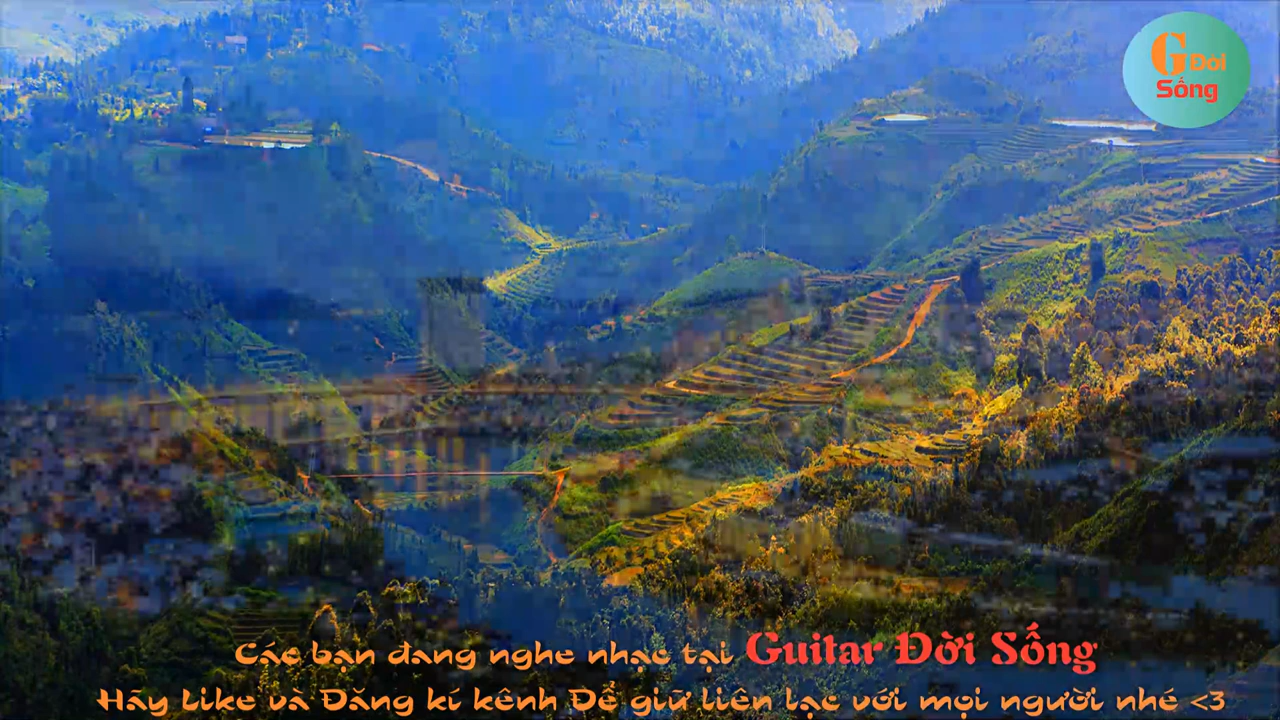 G Đời
Sống
Các bạn đang nghe nhạc tại Guitar Đời Sống
Hãy Like và Đăng kí kênh Để giữ liên lạc với mọi người nhé <3